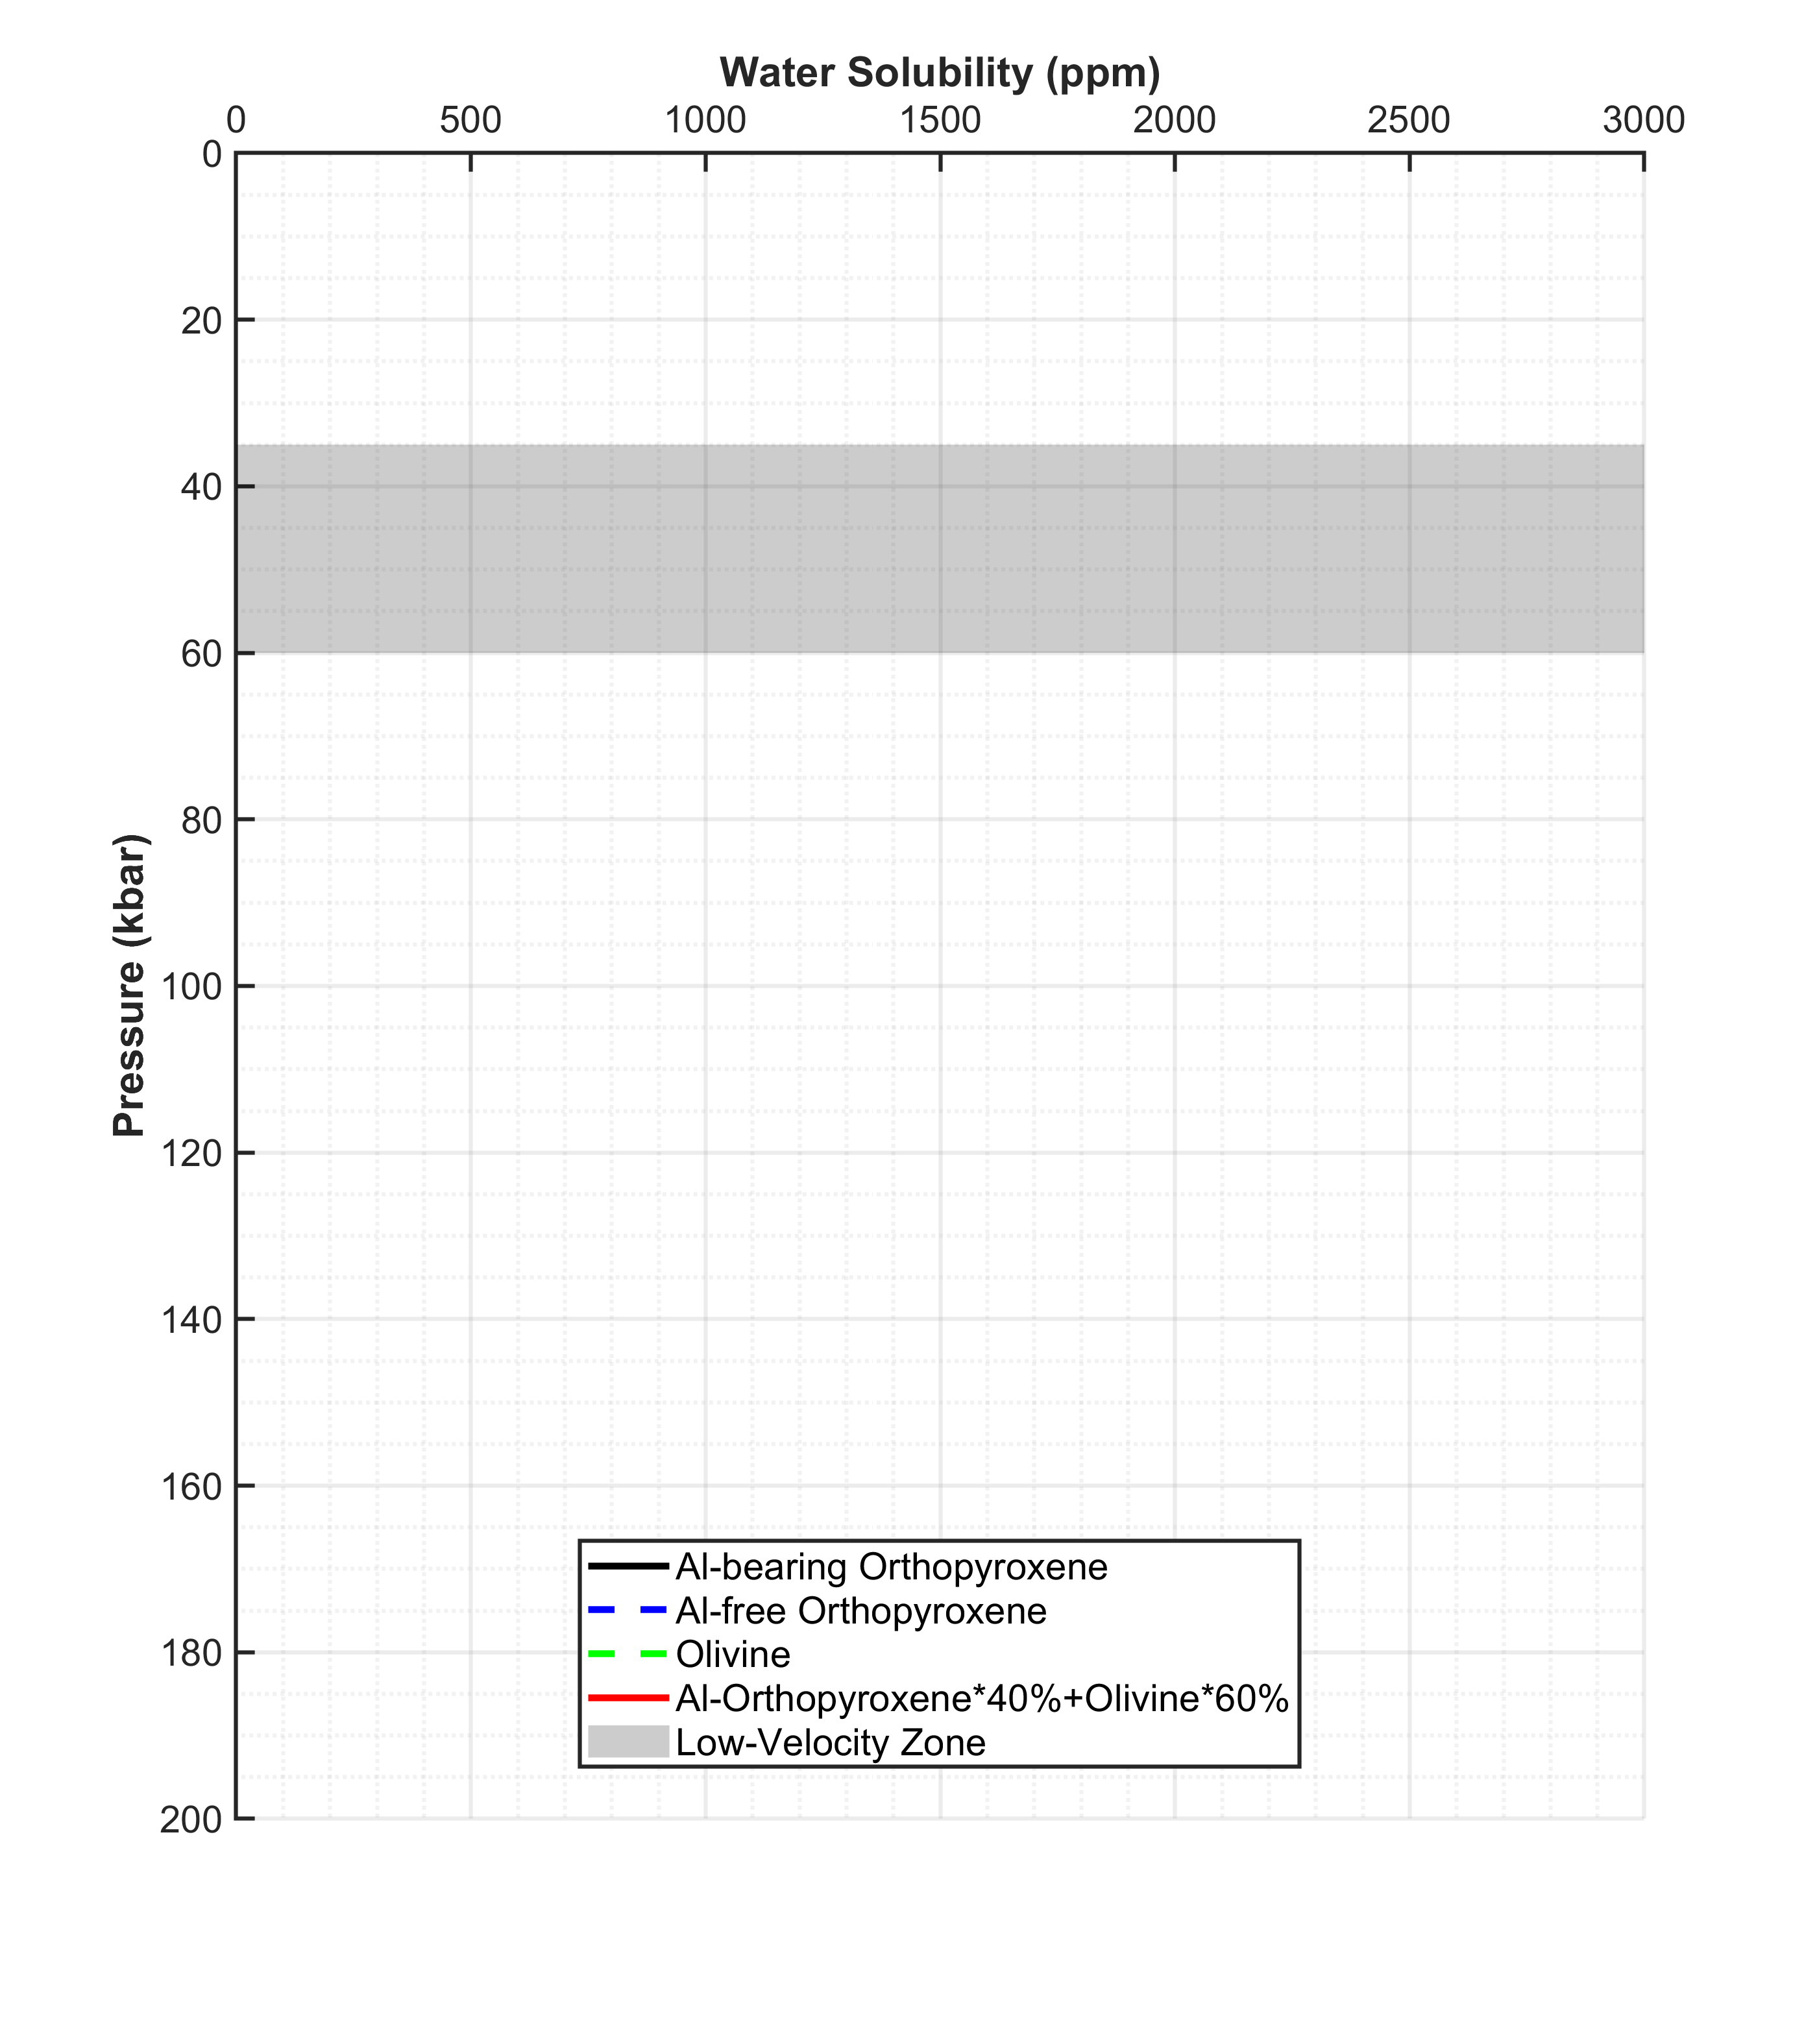 Water Solubility (ppm)
0 500 1000 1500 2000 2500 3000
0
20
40
60
80
100
120
140
160
180
200
Pressure (kbar)
Al-bearing Orthopyroxene
Al-free Orthopyroxene
Olivine
Al-Orthopyroxene*40%+Olivine*60%
Low-Velocity Zone